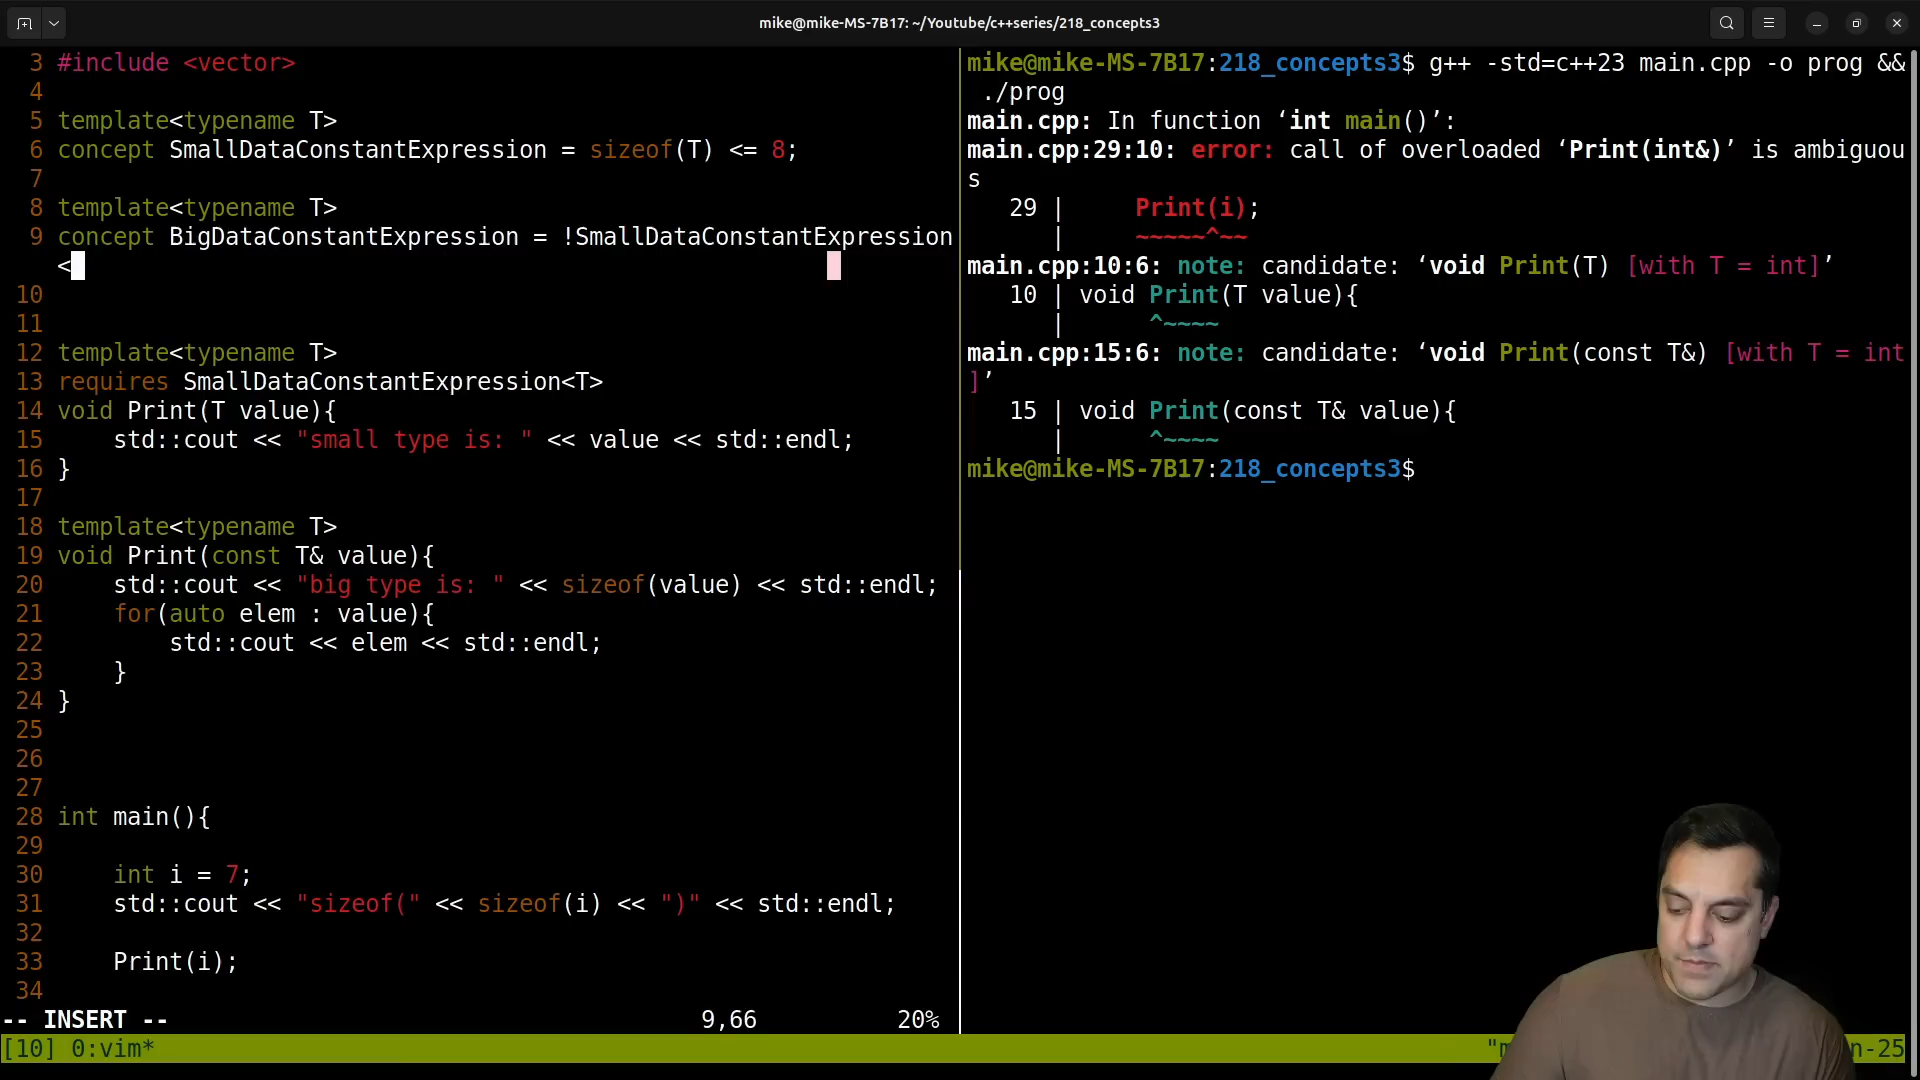 mike@mike-MS-7B17: ~/Youtube/c++series/218_concepts3
3 #include <vector>
4
5 template<typename T>
6 concept SmallDataConstantExpression = sizeof(T) <= 8;
7
8 template<typename T>
9 concept BigDataConstantExpression = !SmallDataConstantExpression
<
10
11
12 template<typename T>
13 requires SmallDataConstantExpression<T>
14 void Print(T value){
15     std::cout << "small type is: " << value << std::endl;
16 }
17
18 template<typename T>
19 void Print(const T& value){
20     std::cout << "big type is: " << sizeof(value) << std::endl;
21     for(auto elem : value){
22         std::cout << elem << std::endl;
23     }
24 }
25
26
27
28 int main(){
29
30     int i = 7;
31     std::cout << "sizeof(" << sizeof(i) << ")" << std::endl;
32
33     Print(i);
34
-- INSERT -- 9,66 20%
mike@mike-MS-7B17:218_concepts3$ g++ -std=c++23 main.cpp -o prog &&
./prog
main.cpp: In function ‘int main()’:
main.cpp:29:10: error: call of overloaded ‘Print(int&)’ is ambiguou
s
29 |     Print(i);
|     ~~~~~^~~
main.cpp:10:6: note: candidate: ‘void Print(T) [with T = int]’
10 | void Print(T value){
|      ^~~~~
main.cpp:15:6: note: candidate: ‘void Print(const T&) [with T = int
]’
15 | void Print(const T& value){
|      ^~~~~
mike@mike-MS-7B17:218_concepts3$
[10] 0:vim* n-25